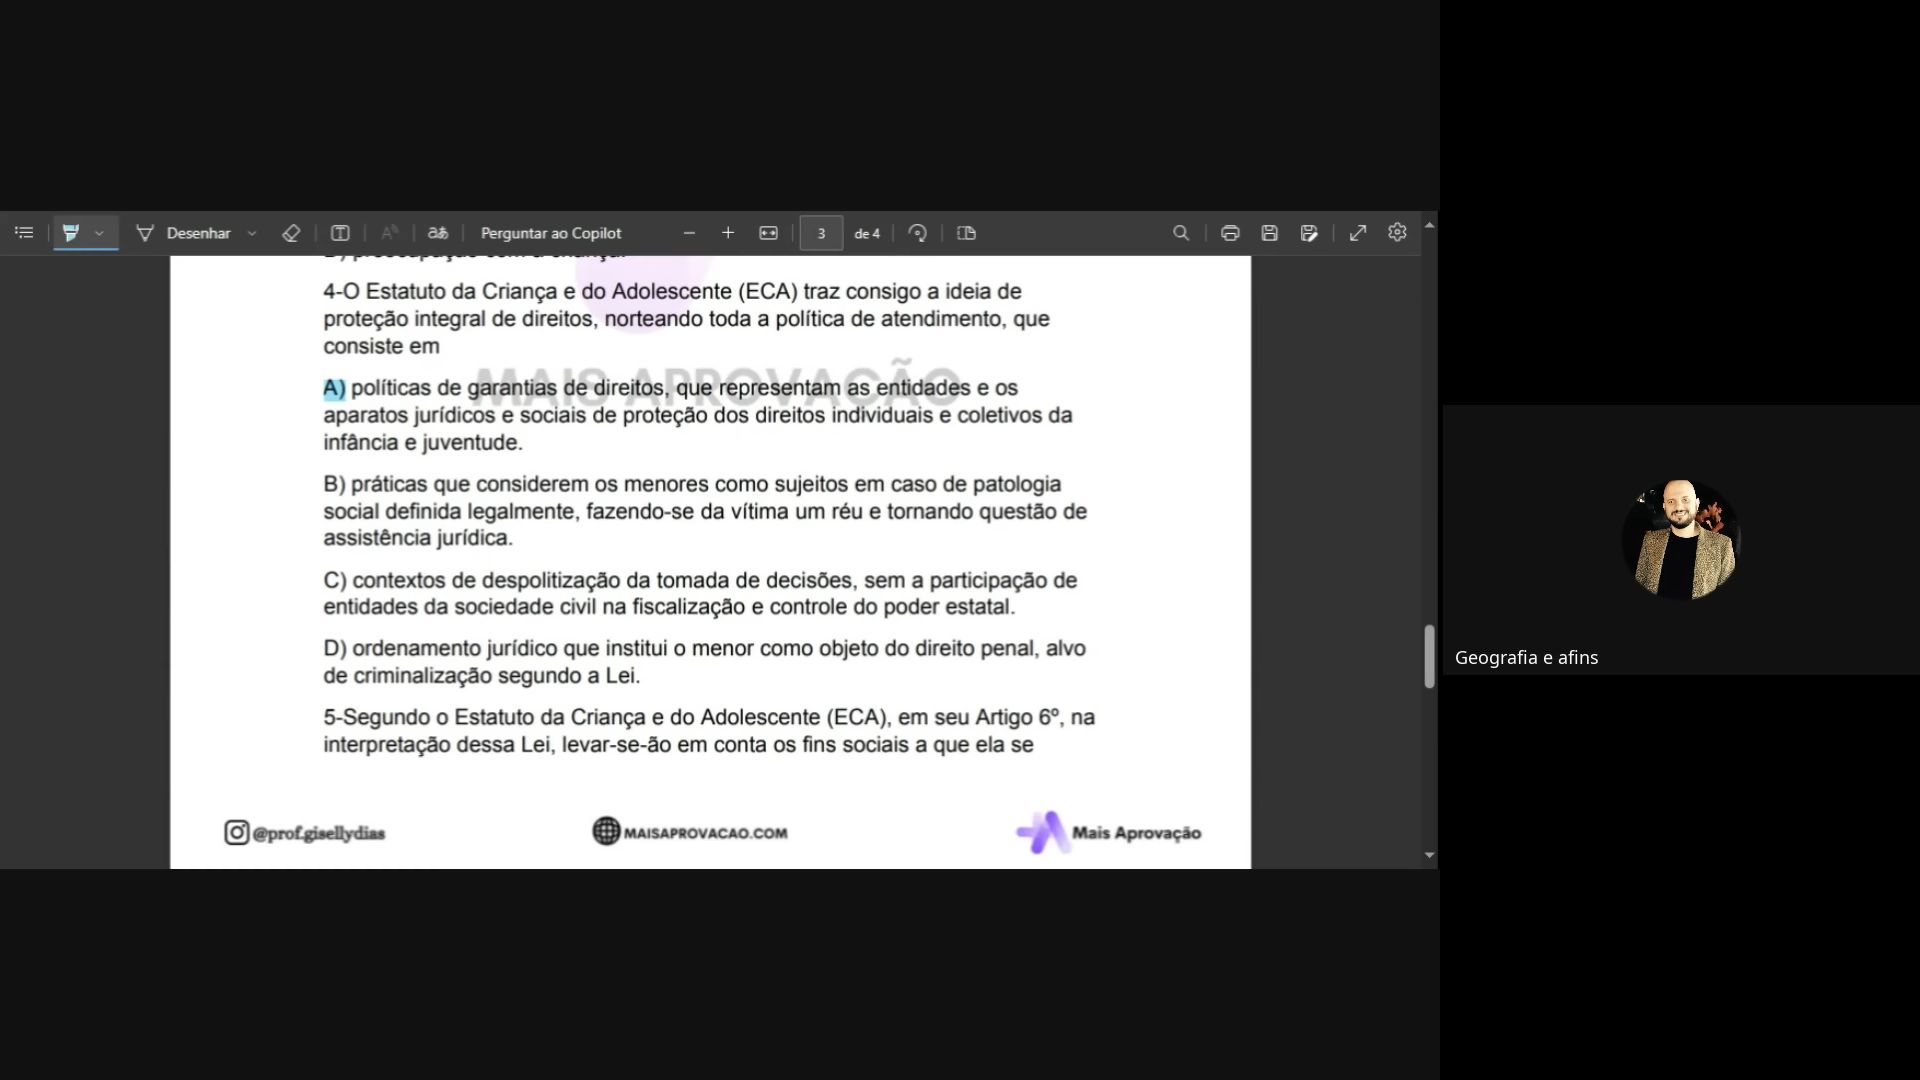 Desenhar
Perguntar ao Copilot
3
de 4
D) preocupação com a criança.
4-O Estatuto da Criança e do Adolescente (ECA) traz consigo a ideia de
proteção integral de direitos, norteando toda a política de atendimento, que
consiste em
MAIS APROVAÇÃO
A) políticas de garantias de direitos, que representam as entidades e os
aparatos jurídicos e sociais de proteção dos direitos individuais e coletivos da
infância e juventude.
B) práticas que considerem os menores como sujeitos em caso de patologia
social definida legalmente, fazendo-se da vítima um réu e tornando questão de
assistência jurídica.
C) contextos de despolitização da tomada de decisões, sem a participação de
entidades da sociedade civil na fiscalização e controle do poder estatal.
D) ordenamento jurídico que institui o menor como objeto do direito penal, alvo
de criminalização segundo a Lei.
5-Segundo o Estatuto da Criança e do Adolescente (ECA), em seu Artigo 6º, na
interpretação dessa Lei, levar-se-ão em conta os fins sociais a que ela se
@prof.gisellydias
MAISAPROVACAO.COM
Mais Aprovação
Geografia e afins